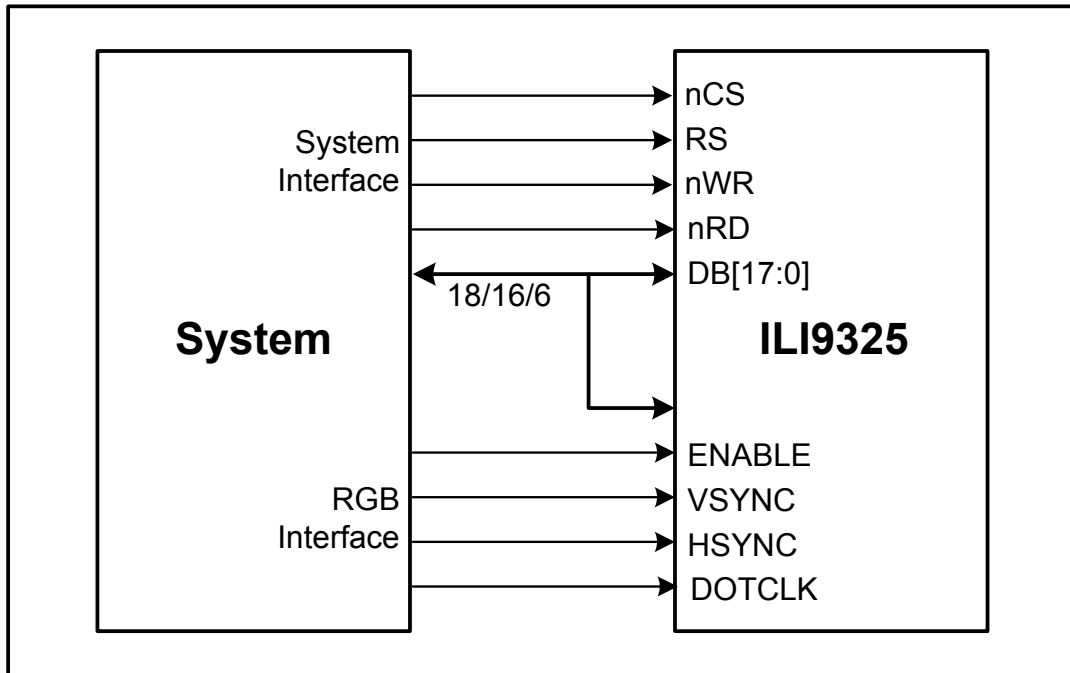 nCS
System
Interface
RS
nWR
nRD
DB[17:0]
18/16/6
System
ILI9325
ENABLE
RGB
Interface
VSYNC
HSYNC
DOTCLK